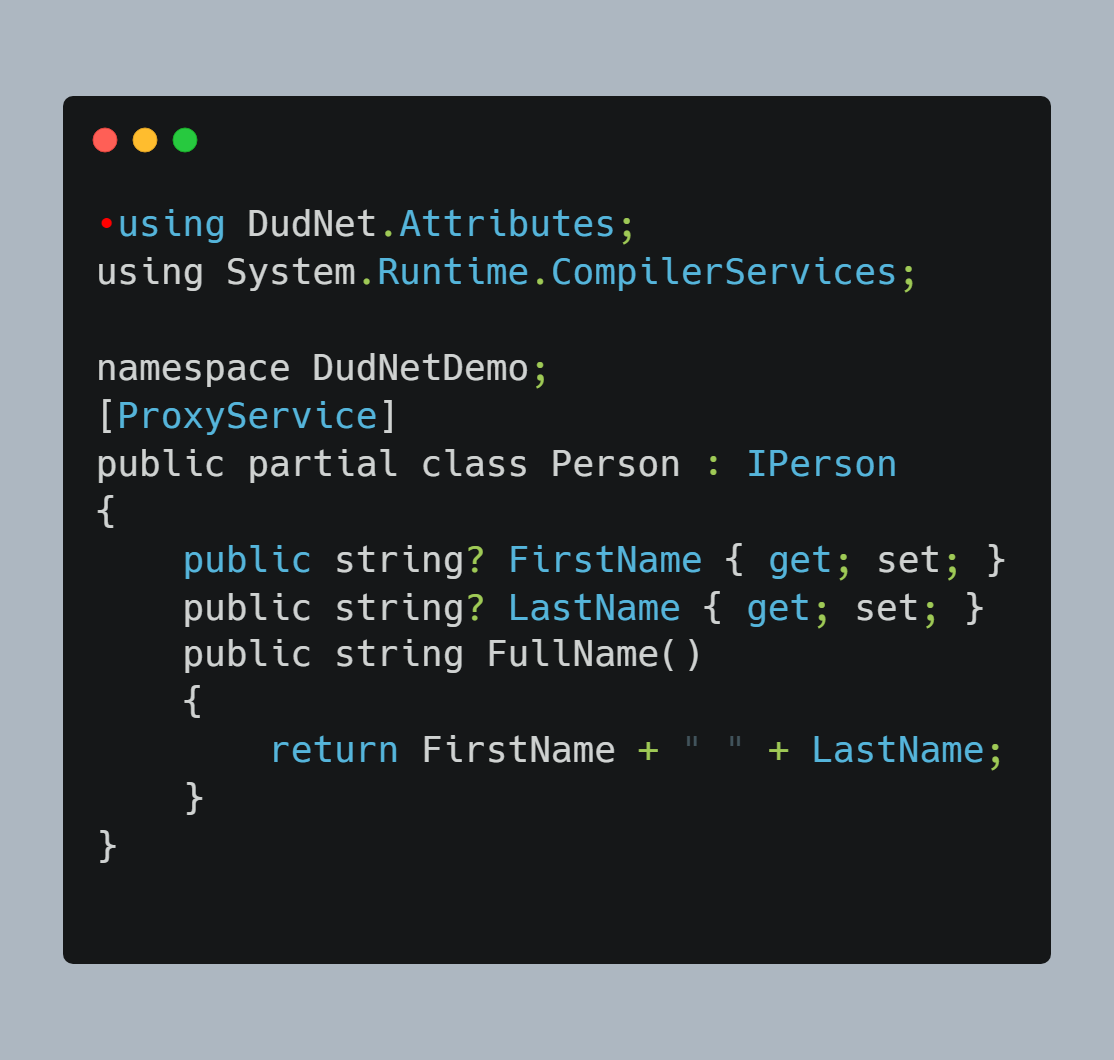 •using DudNet.Attributes;
using System.Runtime.CompilerServices;

namespace DudNetDemo;
[ProxyService]
public partial class Person : IPerson
{
    public string? FirstName { get; set; }
    public string? LastName { get; set; }
    public string FullName()
    {
        return FirstName + " " + LastName;
    }
}